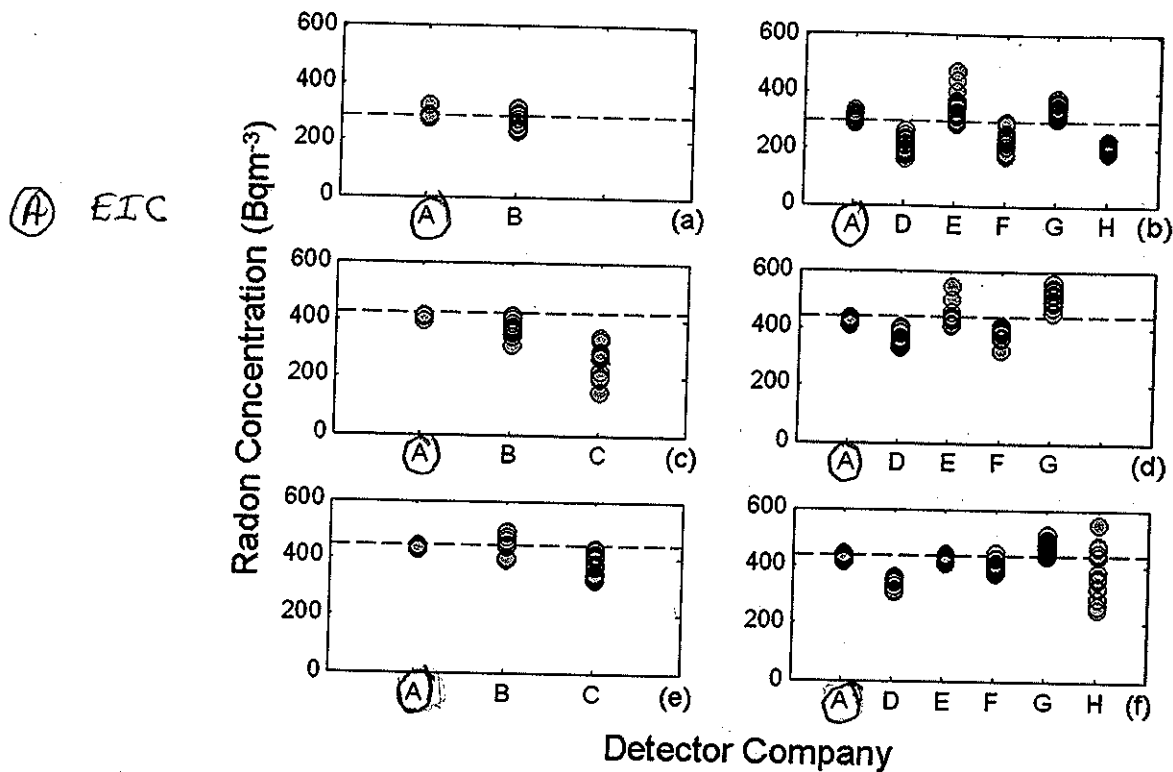 Ⓐ EIC
Radon Concentration (Bqm⁻³)
600
400
200
0
A B (a)
600
400
200
0
A D E F G H (b)
600
400
200
0
A B C (c)
600
400
200
0
A D E F G (d)
600
400
200
0
A B C (e)
600
400
200
0
A D E F G H (f)
Detector Company